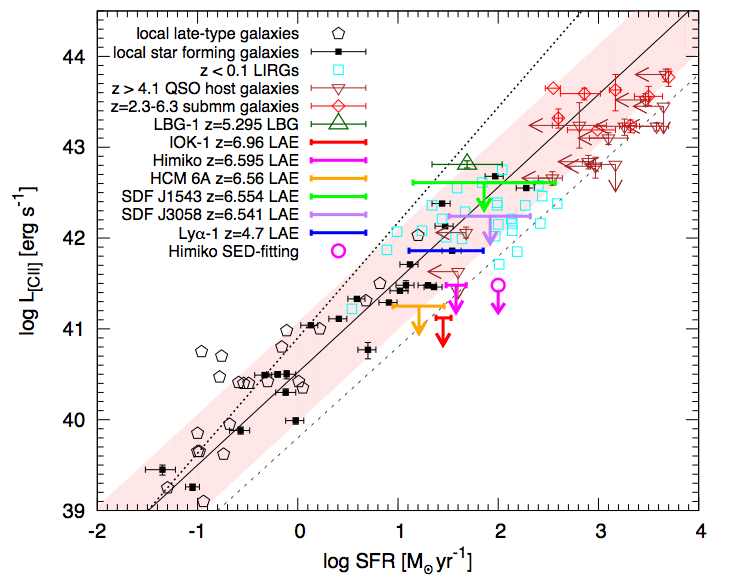 44
43
42
41
40
39
log L[CII] [erg s⁻¹]
local late-type galaxies
local star forming galaxies
z < 0.1 LIRGs
z > 4.1 QSO host galaxies
z=2.3-6.3 submm galaxies
LBG-1 z=5.295 LBG
IOK-1 z=6.96 LAE
Himiko z=6.595 LAE
HCM 6A z=6.56 LAE
SDF J1543 z=6.554 LAE
SDF J3058 z=6.541 LAE
Lyα-1 z=4.7 LAE
Himiko SED-fitting
-2 -1 0 1 2 3 4
log SFR [M☉ yr⁻¹]